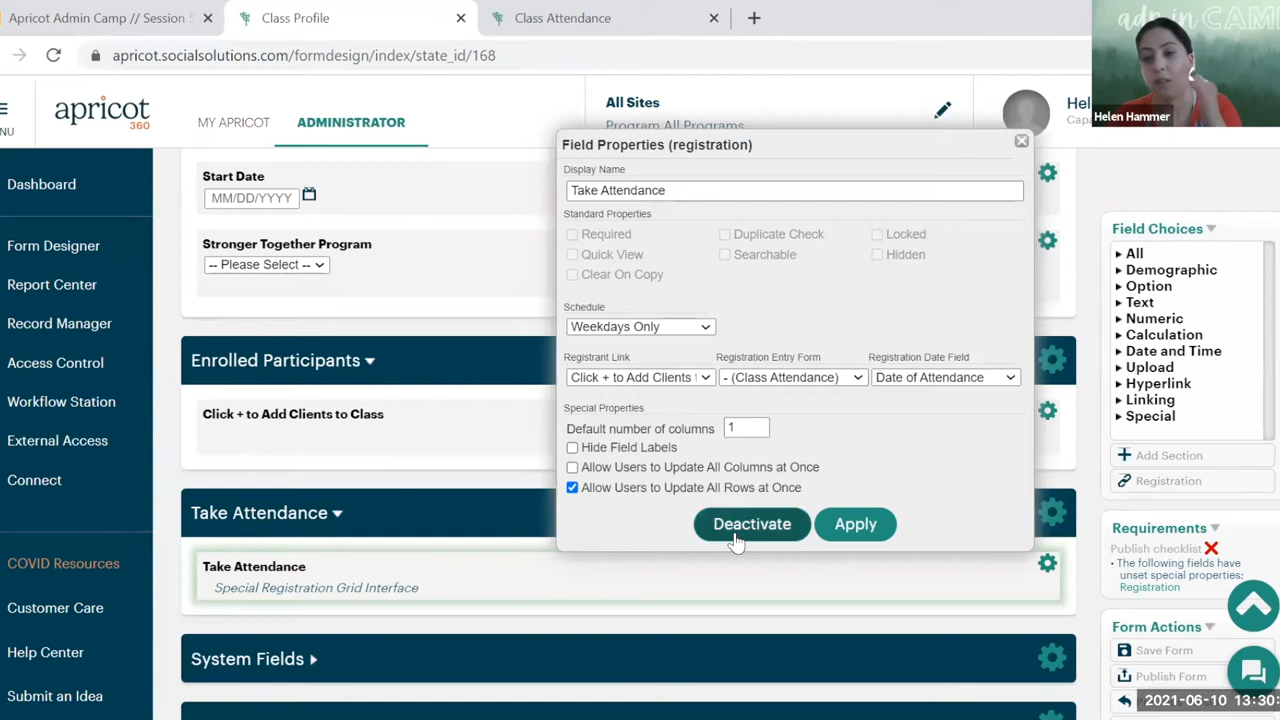 Apricot Admin Camp // Session
Class Profile
Class Attendance
apricot.socialsolutions.com/formdesign/index/state_id/168
Helen Hammer
NU
apricot
360
MY APRICOT
ADMINISTRATOR
All Sites
Program All Programs
Hel
Capa
Dashboard
Form Designer
Report Center
Record Manager
Access Control
Workflow Station
External Access
Connect
COVID Resources
Customer Care
Help Center
Submit an Idea
Start Date
MM/DD/YYYY
Stronger Together Program
-- Please Select --
Enrolled Participants
Click + to Add Clients to Class
Take Attendance
Take Attendance
Special Registration Grid Interface
System Fields
Field Properties (registration)
Display Name
Take Attendance
Standard Properties
Required Duplicate Check Locked
Quick View Searchable Hidden
Clear On Copy
Schedule
Weekdays Only
Registrant Link Registration Entry Form Registration Date Field
Click + to Add Clients - (Class Attendance) Date of Attendance
Special Properties
Default number of columns 1
Hide Field Labels
Allow Users to Update All Columns at Once
Allow Users to Update All Rows at Once
Deactivate Apply
Field Choices
All
Demographic
Option
Text
Numeric
Calculation
Date and Time
Upload
Hyperlink
Linking
Special
Add Section
Registration
Requirements
Publish checklist
• The following fields have
unset special properties:
Registration
Form Actions
Save Form
Publish Form
2021-06-10 13:30: